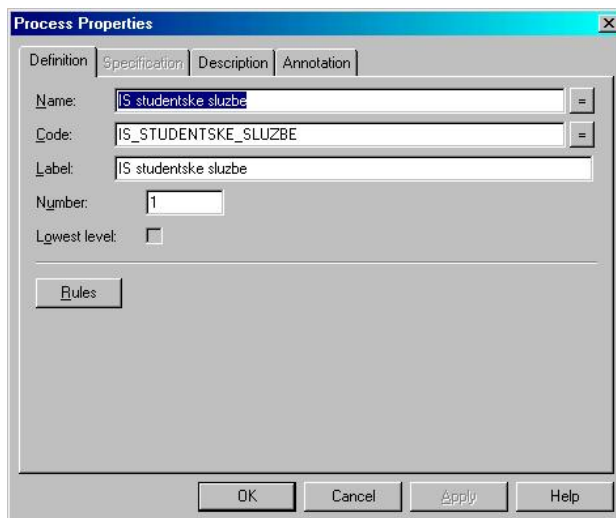 Process Properties
Definition Specification Description Annotation
Name: IS studentske sluzbe =
Code: IS_STUDENTSKE_SLUZBE =
Label: IS studentske sluzbe
Number: 1
Lowest level:
Rules
OK Cancel Apply Help